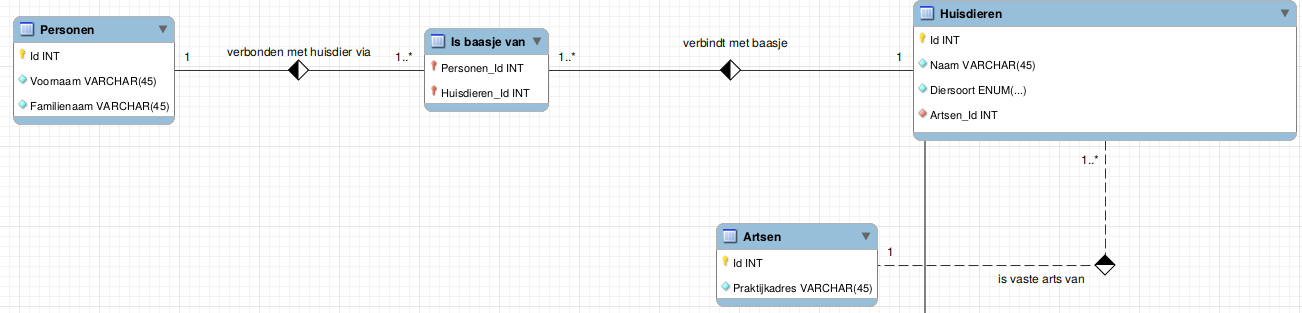 Personen
Id INT
Voornaam VARCHAR(45)
Familienaam VARCHAR(45)
1
verbonden met huisdier via
1..*
Is baasje van
Personen_Id INT
Huisdieren_Id INT
1..*
verbindt met baasje
1
Huisdieren
Id INT
Naam VARCHAR(45)
Diersoort ENUM(...)
Artsen_Id INT
1..*
Artsen
Id INT
Praktijkadres VARCHAR(45)
1
is vaste arts van